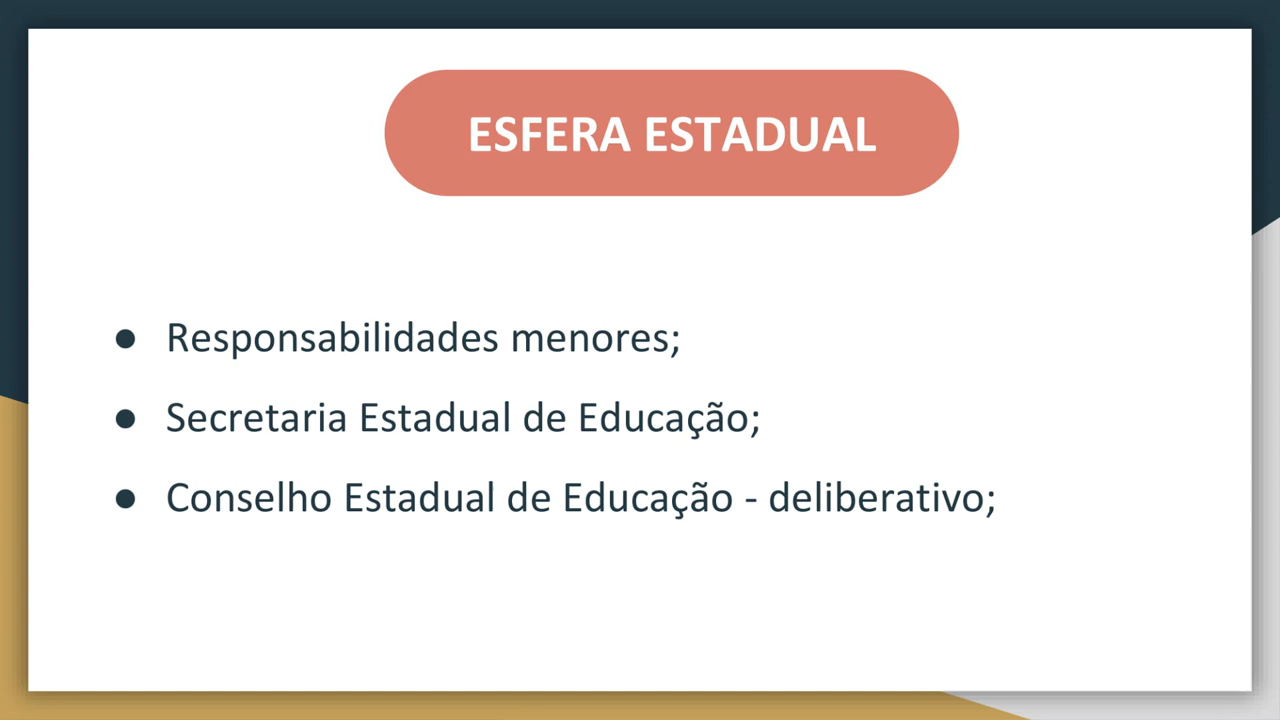 ESFERA ESTADUAL
● Responsabilidades menores;
● Secretaria Estadual de Educação;
● Conselho Estadual de Educação - deliberativo;